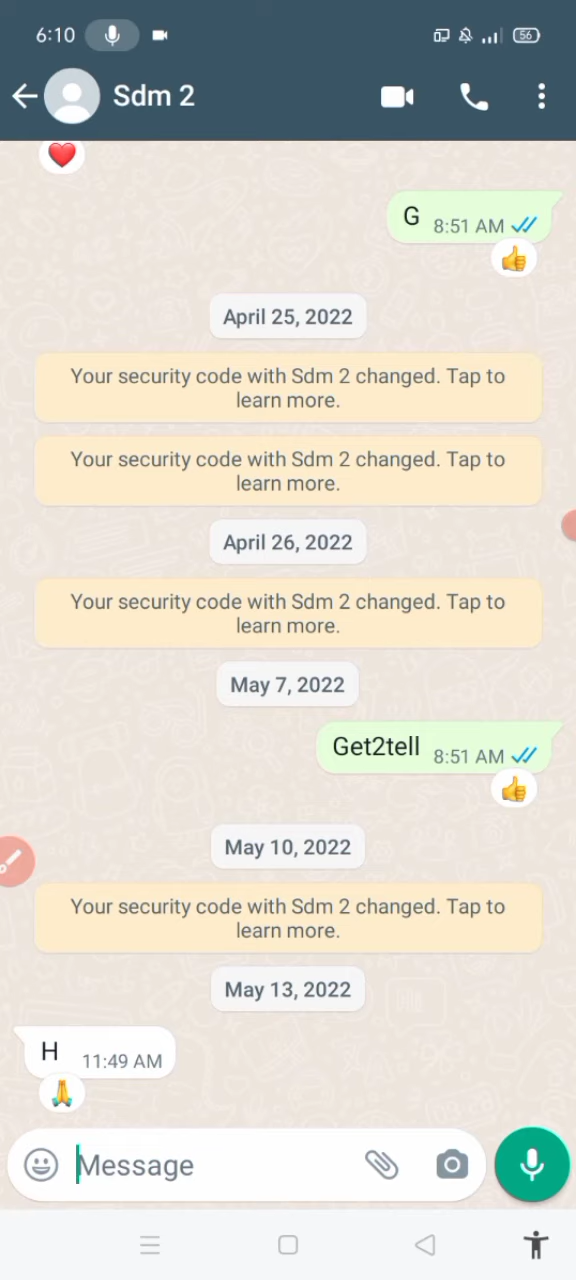 6:10
56
Sdm 2
G 8:51 AM
April 25, 2022
Your security code with Sdm 2 changed. Tap to
learn more.
Your security code with Sdm 2 changed. Tap to
learn more.
April 26, 2022
Your security code with Sdm 2 changed. Tap to
learn more.
May 7, 2022
Get2tell 8:51 AM
May 10, 2022
Your security code with Sdm 2 changed. Tap to
learn more.
May 13, 2022
H 11:49 AM
Message